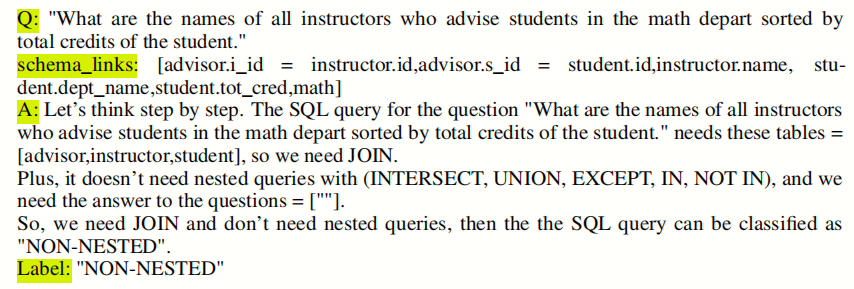 Q: "What are the names of all instructors who advise students in the math depart sorted by
total credits of the student."
schema_links: [advisor.i_id = instructor.id,advisor.s_id = student.id,instructor.name, stu-
dent.dept_name,student.tot_cred,math]
A: Let’s think step by step. The SQL query for the question "What are the names of all instructors
who advise students in the math depart sorted by total credits of the student." needs these tables =
[advisor,instructor,student], so we need JOIN.
Plus, it doesn’t need nested queries with (INTERSECT, UNION, EXCEPT, IN, NOT IN), and we
need the answer to the questions = [""].
So, we need JOIN and don’t need nested queries, then the the SQL query can be classified as
"NON-NESTED".
Label: "NON-NESTED"